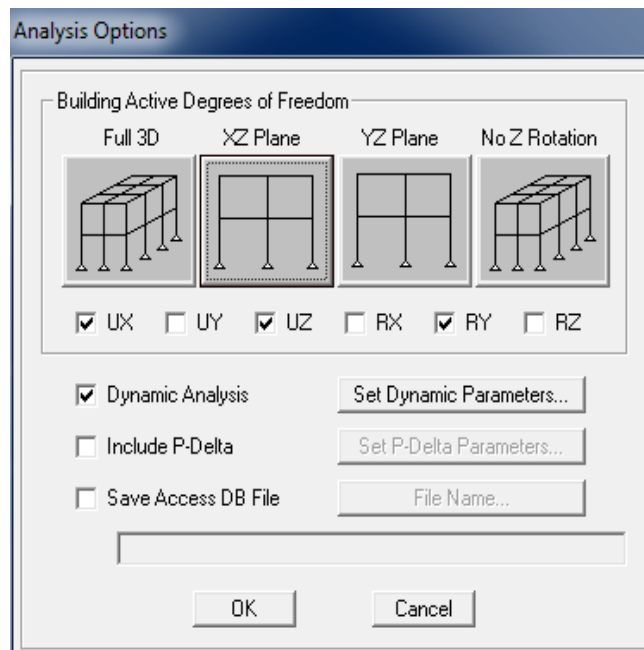 Analysis Options
Building Active Degrees of Freedom
Full 3D XZ Plane YZ Plane No Z Rotation
UX UY UZ RX RY RZ
Dynamic Analysis Set Dynamic Parameters...
Include P-Delta Set P-Delta Parameters...
Save Access DB File File Name...
OK Cancel